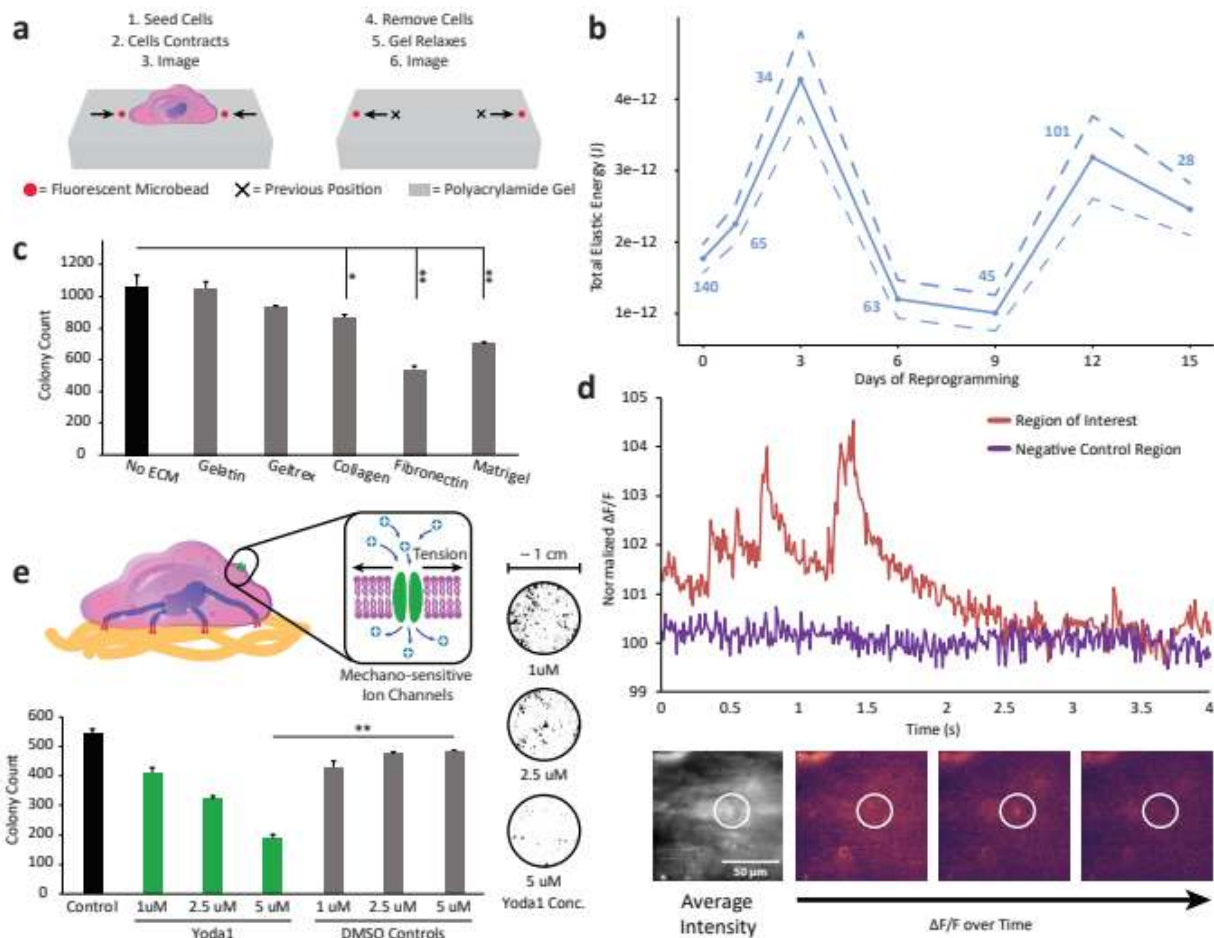 a
1. Seed Cells
2. Cells Contracts
3. Image
4. Remove Cells
5. Gel Relaxes
6. Image
= Fluorescent Microbead
X = Previous Position
= Polyacrylamide Gel
b
Total Elastic Energy (J)
4e−12
3e−12
2e−12
1e−12
140
65
34
63
45
101
28
0
3
6
9
12
15
Days of Reprogramming
c
Colony Count
1200
1000
800
600
400
200
0
*
**
**
No ECM
Gelatin
Geltrex
Collagen
Fibronectin
Matrigel
d
Normalized ΔF/F
105
104
103
102
101
100
99
Region of Interest
Negative Control Region
0 0.5 1 1.5 2 2.5 3 3.5 4
Time (s)
50 µm
Average
Intensity
ΔF/F over Time
e
Tension
Mechano-sensitive
Ion Channels
~ 1 cm
1uM
2.5 uM
5 uM
Yoda1 Conc.
Colony Count
600
500
400
300
200
100
0
**
Control
1uM 2.5 uM 5 uM
Yoda1
1 uM 2.5 uM 5 uM
DMSO Controls